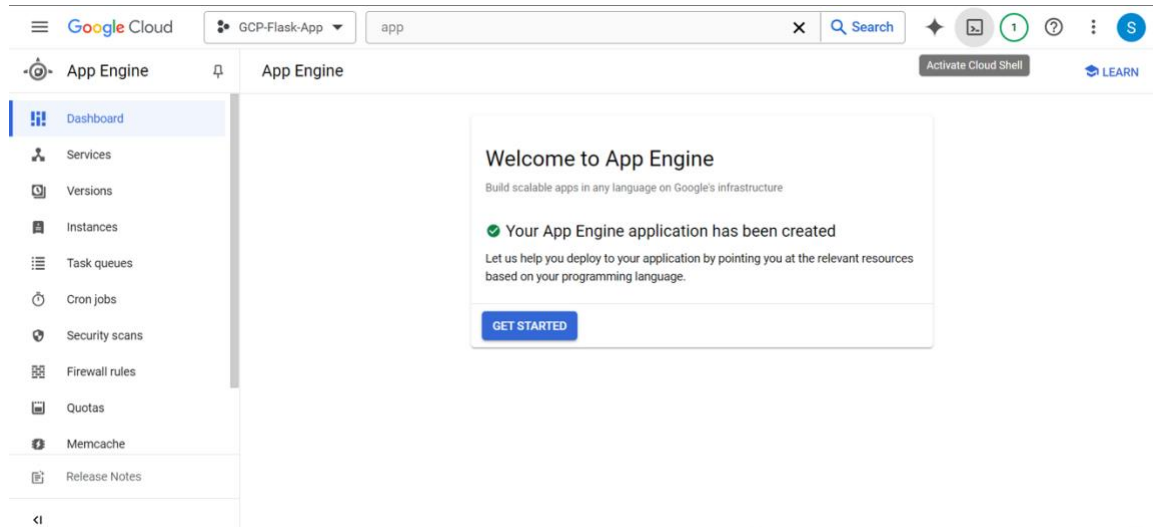 Google Cloud
GCP-Flask-App
app
Search
1
S
App Engine
App Engine
Activate Cloud Shell
LEARN
Dashboard
Services
Versions
Instances
Task queues
Cron jobs
Security scans
Firewall rules
Quotas
Memcache
Release Notes
Welcome to App Engine
Build scalable apps in any language on Google's infrastructure
Your App Engine application has been created
Let us help you deploy to your application by pointing you at the relevant resources
based on your programming language.
GET STARTED